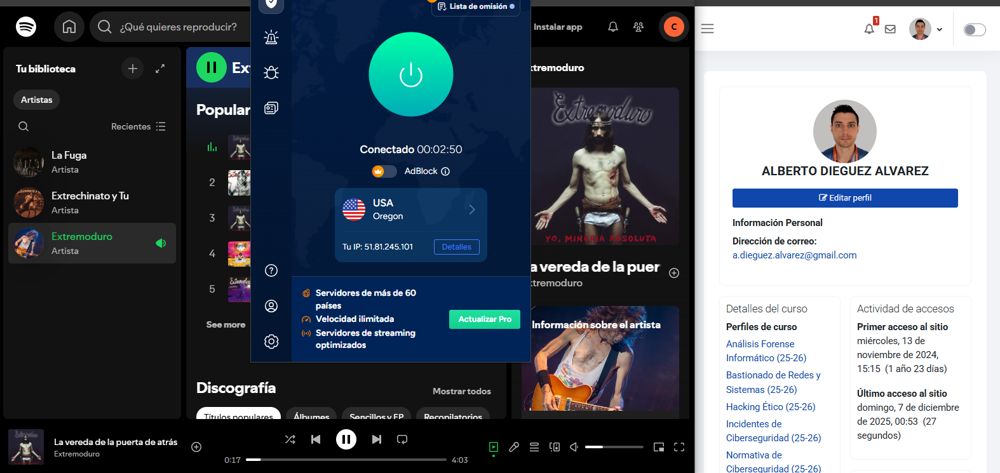 ¿Qué quieres reproducir?
Tu biblioteca
Artistas
Recientes
La Fuga
Artista
Extrechinato y Tu
Artista
Extremoduro
Artista
Ex
Popular
2
3
4
5
See more
Discografía
Mostrar todos
Títulos populares
Álbumes
Sencillos y EP
Recopilatorios
Lista de omisión
Conectado 00:02:50
AdBlock
USA
Oregon
Tu IP: 51.81.245.101
Detalles
Servidores de más de 60
países
Velocidad ilimitada
Servidores de streaming
optimizados
Actualizar Pro
Instalar app
C
xtremoduro
Extremoduro
YO, MINORÍA ABSOLUTA
a vereda de la puer
xtremoduro
Información sobre el artista
La vereda de la puerta de atrás
Extremoduro
0:17
4:03
1
ALBERTO DIEGUEZ ALVAREZ
Editar perfil
Información Personal
Dirección de correo:
a.dieguez.alvarez@gmail.com
Detalles del curso
Perfiles de curso
Análisis Forense
Informático (25-26)
Bastionado de Redes y
Sistemas (25-26)
Hacking Ético (25-26)
Incidentes de
Ciberseguridad (25-26)
Normativa de
Ciberseguridad (25-26)
Actividad de accesos
Primer acceso al sitio
miércoles, 13 de
noviembre de 2024,
15:15 (1 año 23 días)
Último acceso al sitio
domingo, 7 de diciembre
de 2025, 00:53 (27
segundos)